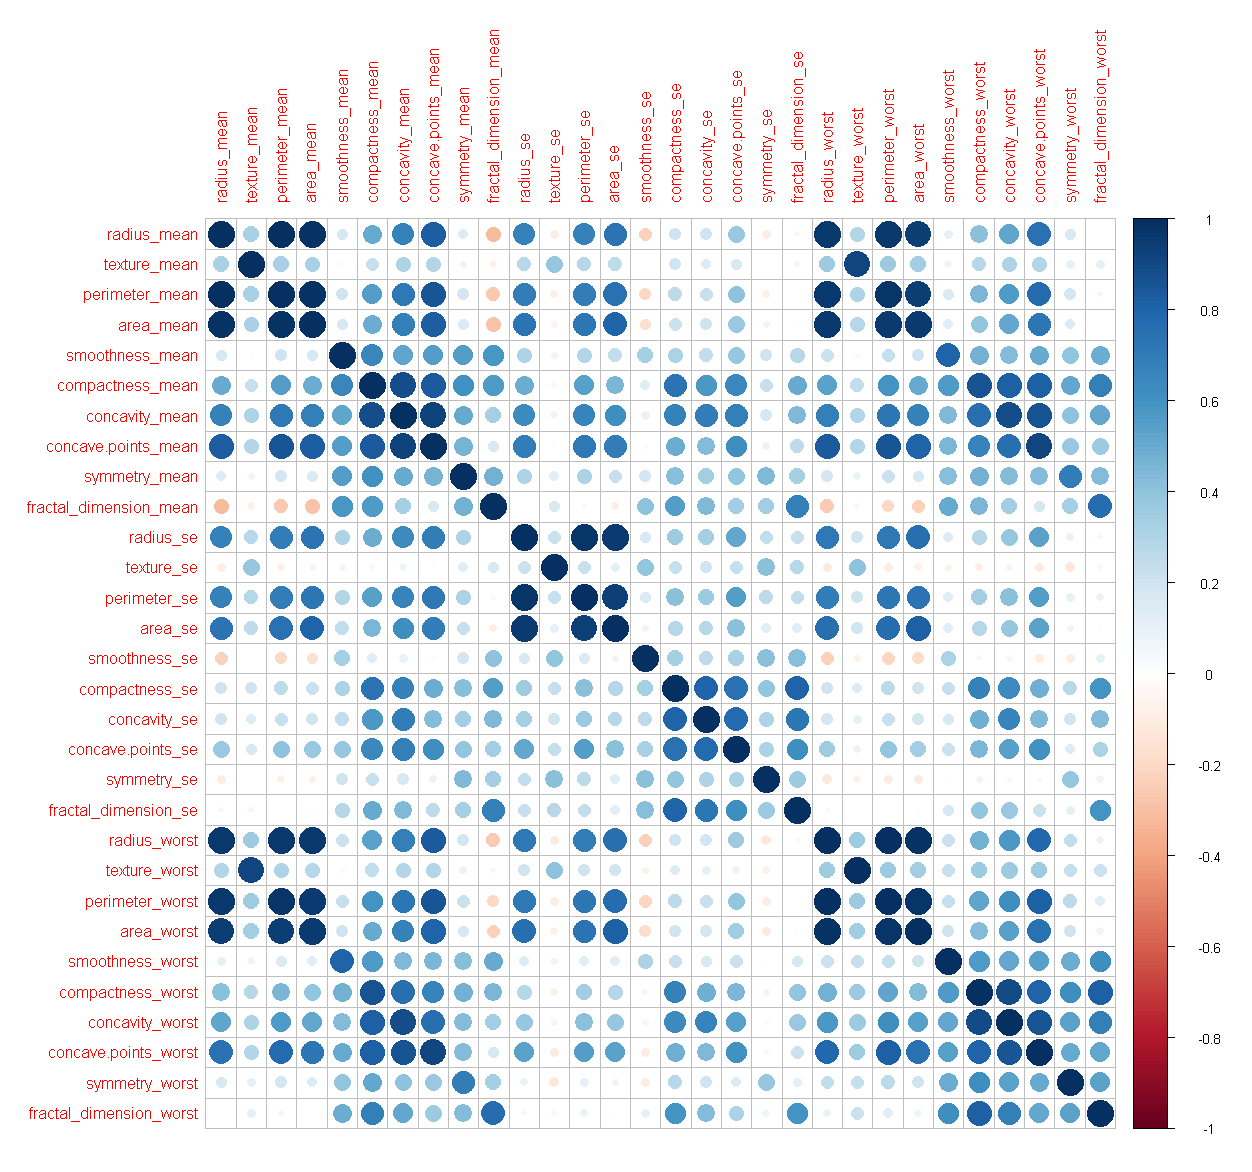 radius_mean
texture_mean
perimeter_mean
area_mean
smoothness_mean
compactness_mean
concavity_mean
concave.points_mean
symmetry_mean
fractal_dimension_mean
radius_se
texture_se
perimeter_se
area_se
smoothness_se
compactness_se
concavity_se
concave.points_se
symmetry_se
fractal_dimension_se
radius_worst
texture_worst
perimeter_worst
area_worst
smoothness_worst
compactness_worst
concavity_worst
concave.points_worst
symmetry_worst
fractal_dimension_worst
radius_mean
texture_mean
perimeter_mean
area_mean
smoothness_mean
compactness_mean
concavity_mean
concave.points_mean
symmetry_mean
fractal_dimension_mean
radius_se
texture_se
perimeter_se
area_se
smoothness_se
compactness_se
concavity_se
concave.points_se
symmetry_se
fractal_dimension_se
radius_worst
texture_worst
perimeter_worst
area_worst
smoothness_worst
compactness_worst
concavity_worst
concave.points_worst
symmetry_worst
fractal_dimension_worst
1
0.8
0.6
0.4
0.2
0
-0.2
-0.4
-0.6
-0.8
-1